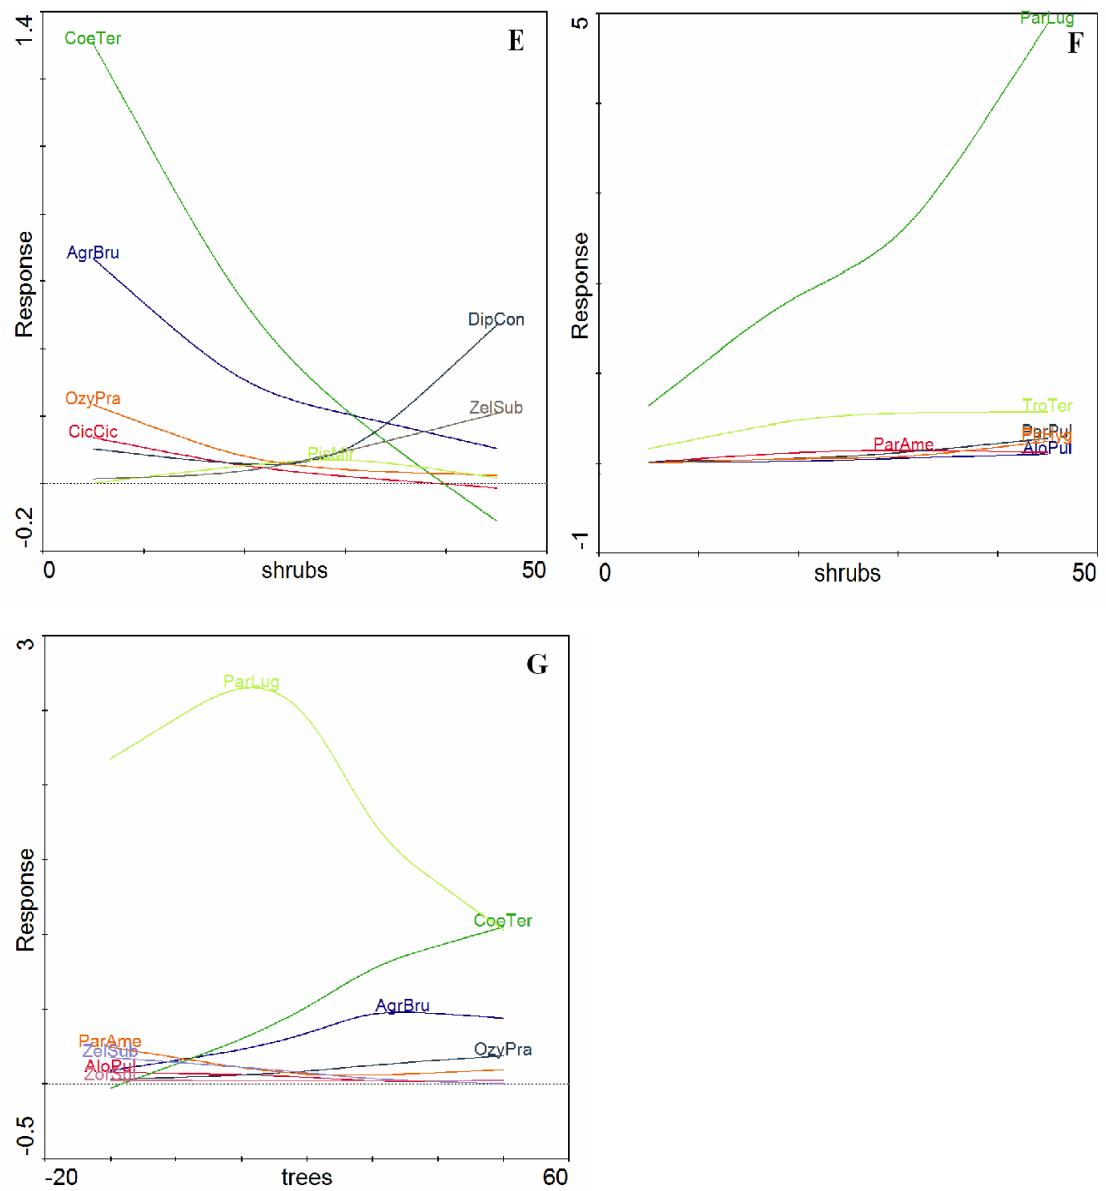 1.4
E
CoeTer
AgrBru
DipCon
OzyPra
ZelSub
CicCic
Response
-0.2
0
shrubs
50
5
ParLug
F
TroTer
ParAme
AloPul
Response
-1
0
shrubs
50
3
G
ParLug
CoeTer
AgrBru
ParAme
OzyPra
ZelSub
AloPul
Response
-0.5
-20
trees
60